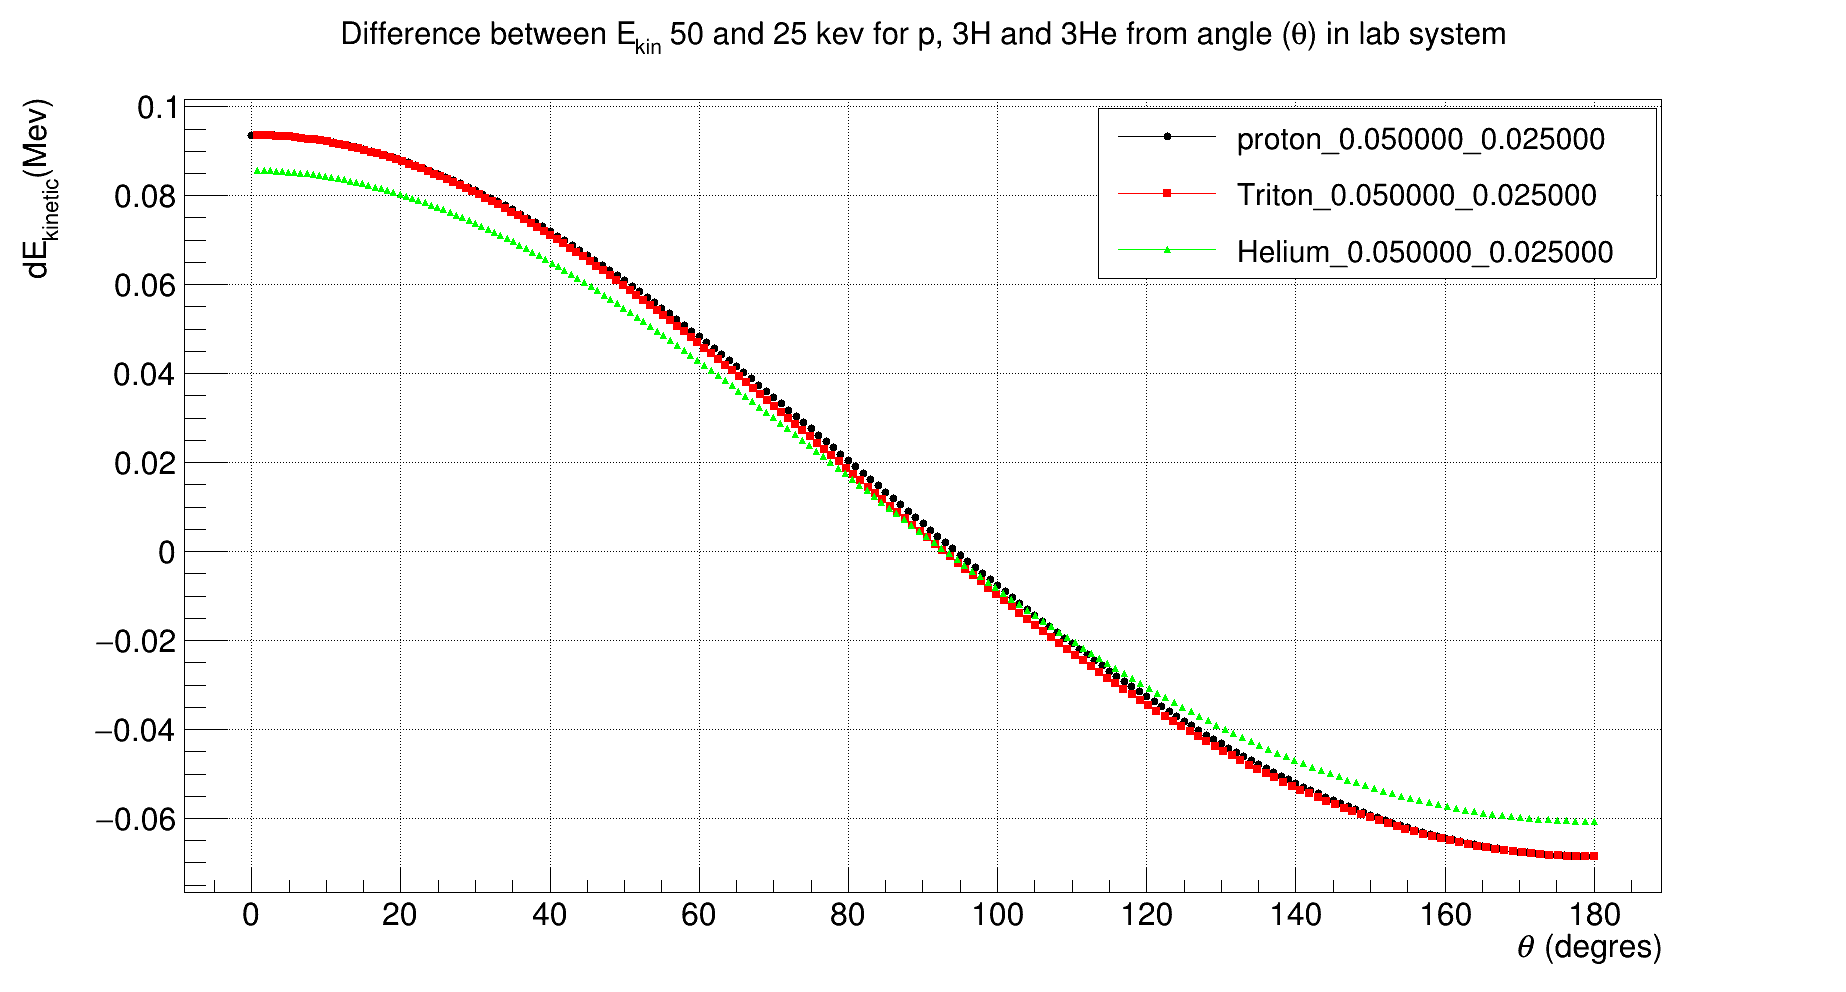 Difference between Ekin 50 and 25 kev for p, 3H and 3He from angle (θ) in lab system
dEkinetic(Mev)
0.1
0.08
0.06
0.04
0.02
0
−0.02
−0.04
−0.06
proton_0.050000_0.025000
Triton_0.050000_0.025000
Helium_0.050000_0.025000
0 20 40 60 80 100 120 140 160 180
θ (degres)